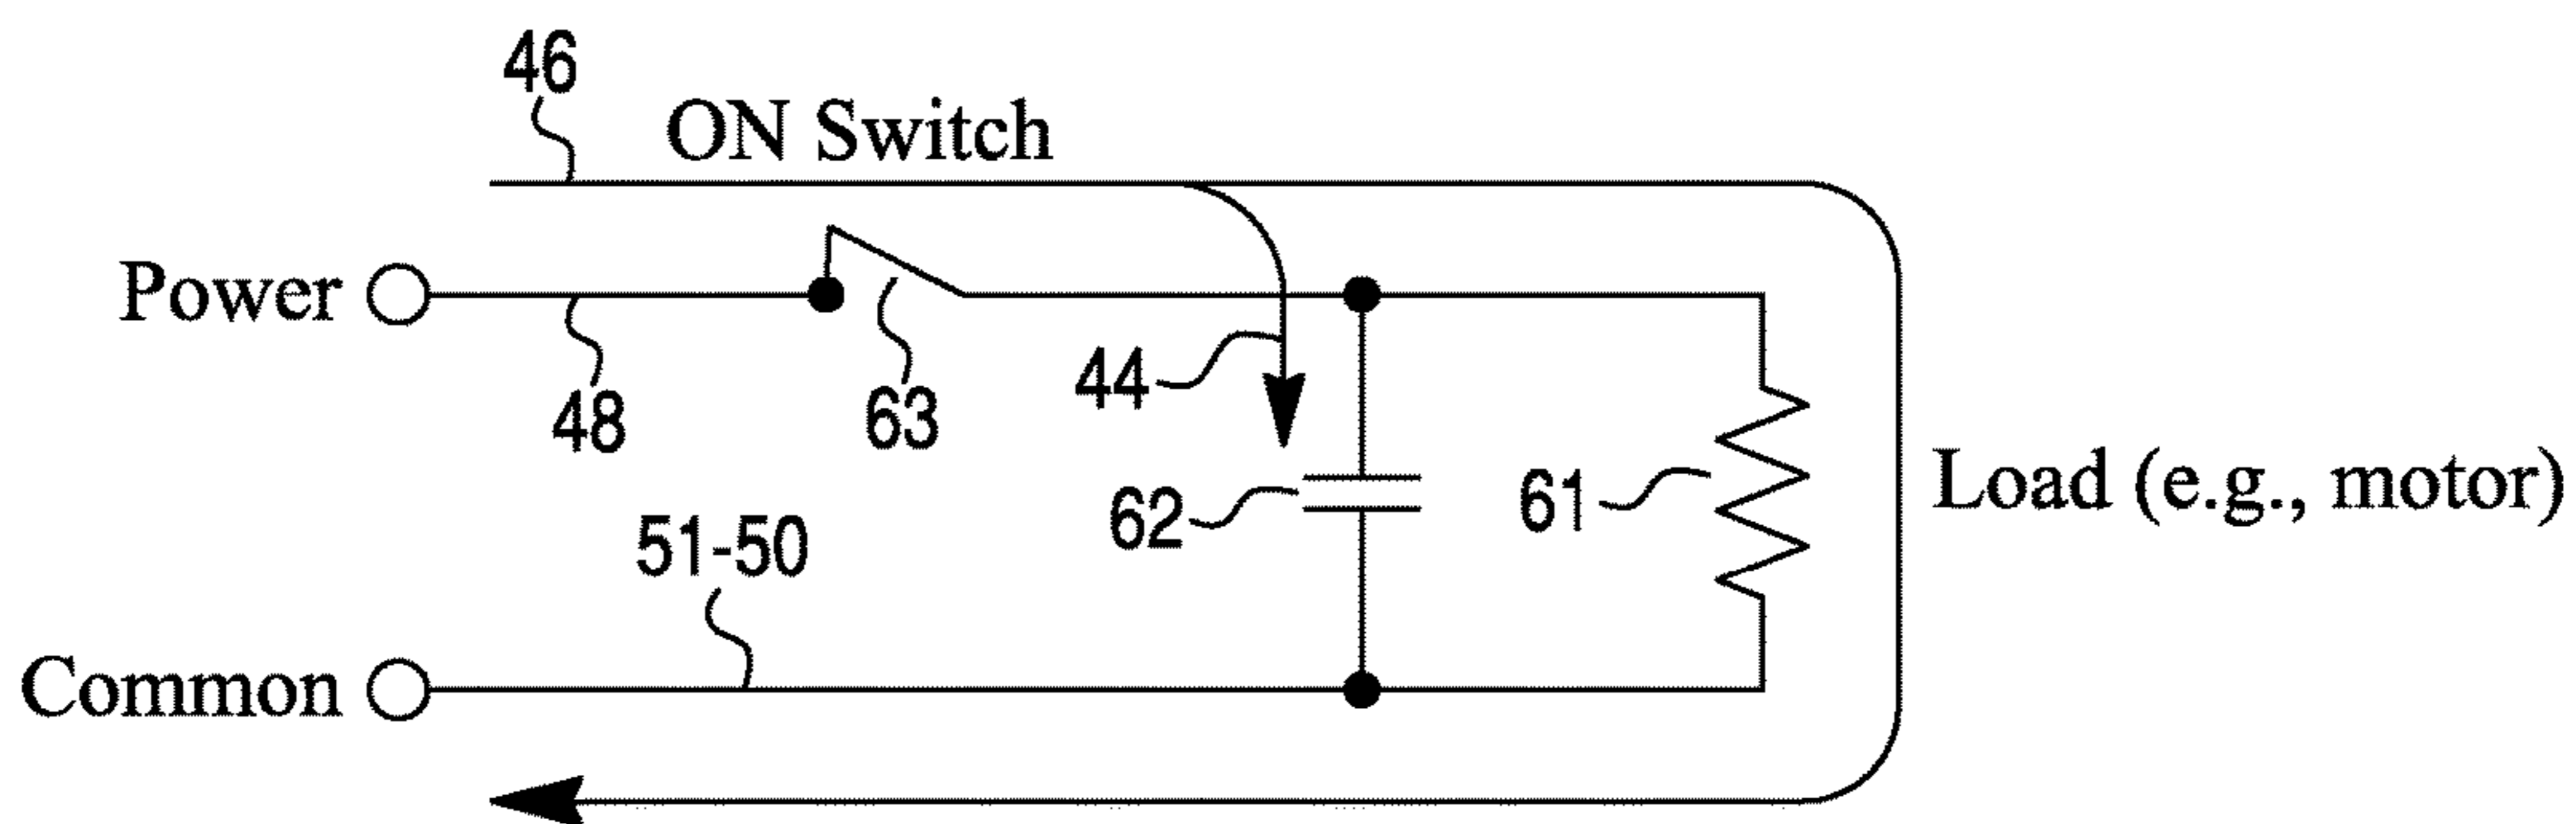 46
ON Switch
Power
48
63
44
62
61
Load (e.g., motor)
51-50
Common